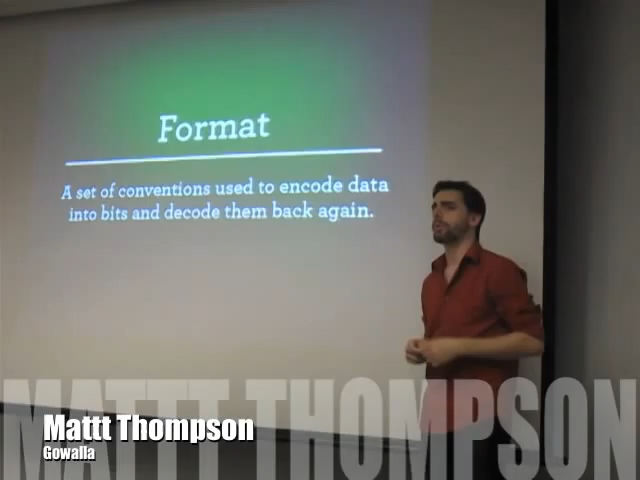 Format
A set of conventions used to encode data
into bits and decode them back again.
MATTT THOMPSON
Mattt Thompson
Gowalla